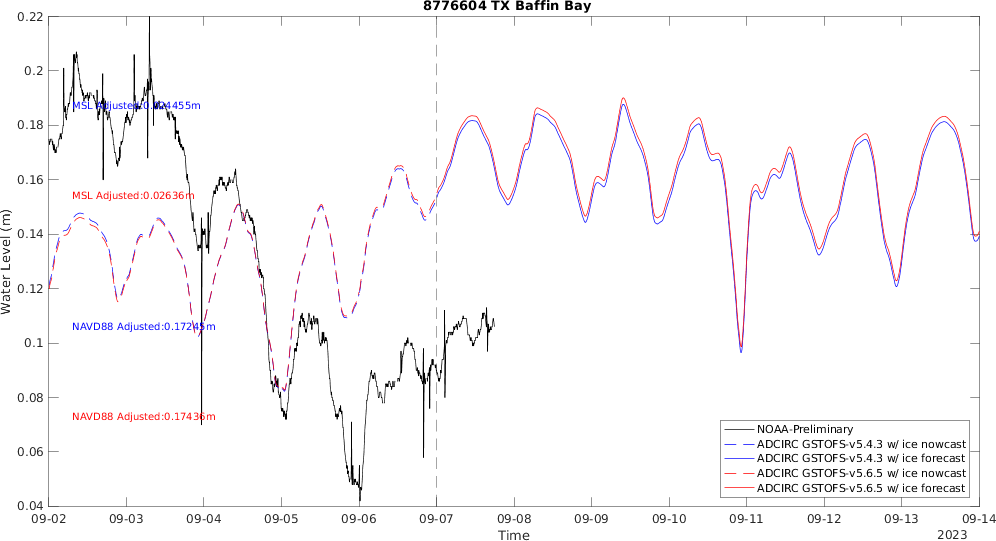 8776604 TX Baffin Bay
Water Level (m)
0.22
0.2
0.18
0.16
0.14
0.12
0.1
0.08
0.06
0.04
MSL Adjusted:0.024455m
MSL Adjusted:0.02636m
NAVD88 Adjusted:0.17245m
NAVD88 Adjusted:0.17436m
NOAA-Preliminary
ADCIRC GSTOFS-v5.4.3 w/ ice nowcast
ADCIRC GSTOFS-v5.4.3 w/ ice forecast
ADCIRC GSTOFS-v5.6.5 w/ ice nowcast
ADCIRC GSTOFS-v5.6.5 w/ ice forecast
09-02 09-03 09-04 09-05 09-06 09-07 09-08 09-09 09-10 09-11 09-12 09-13 09-14
Time
2023